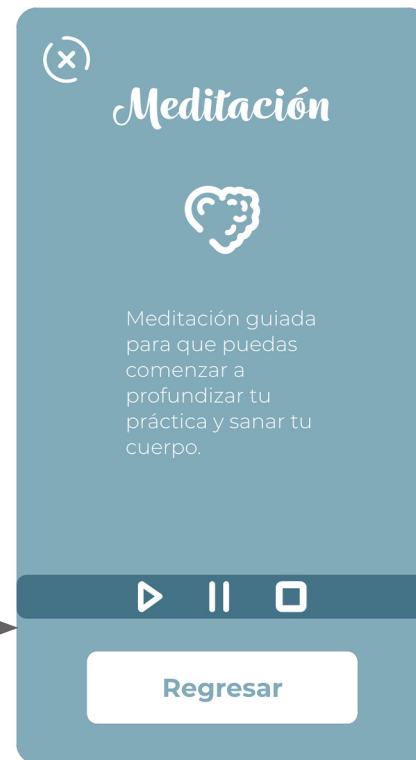 Meditación
Meditación guiada
para que puedas
comenzar a
profundizar tu
práctica y sanar tu
cuerpo.
Regresar